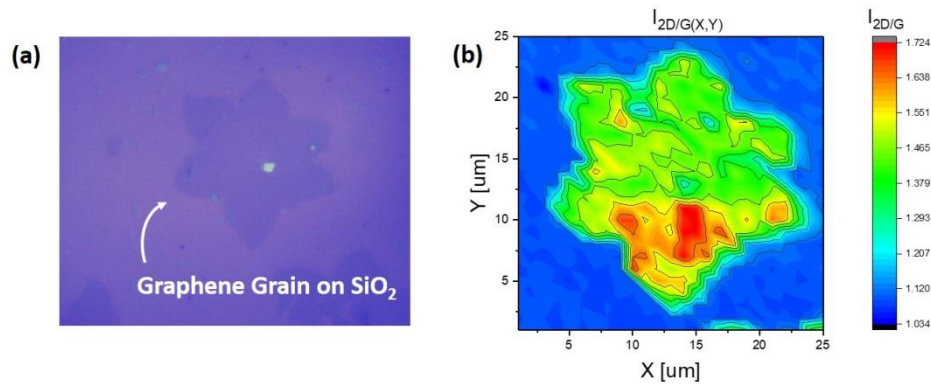 (a)
Graphene Grain on SiO₂
(b)
I2D/G(X,Y)
25
20
15
10
5
Y [um]
5 10 15 20 25
X [um]
I2D/G
1.724
1.638
1.551
1.465
1.379
1.293
1.206
1.120
1.034